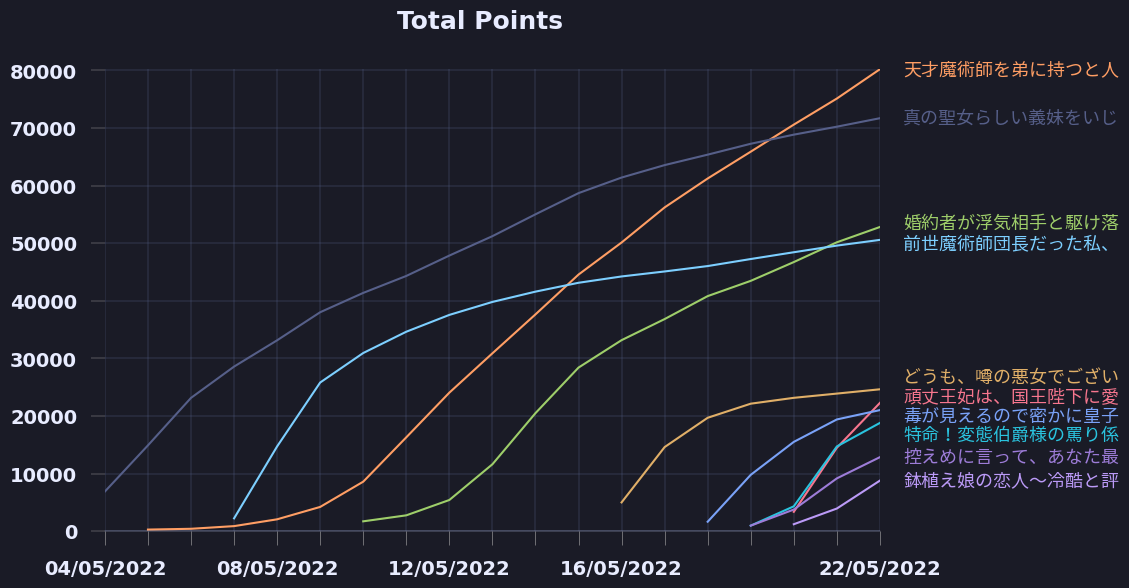 Total Points
80000
70000
60000
50000
40000
30000
20000
10000
0
04/05/2022
08/05/2022
12/05/2022
16/05/2022
22/05/2022
天才魔術師を弟に持つと人
真の聖女らしい義妹をいじ
婚約者が浮気相手と駆け落
前世魔術師団長だった私、
どうも、噂の悪女でござい
頑丈王妃は、国王陛下に愛
毒が見えるので密かに皇子
特命！変態伯爵様の罵り係
控えめに言って、あなた最
鉢植え娘の恋人～冷酷と評